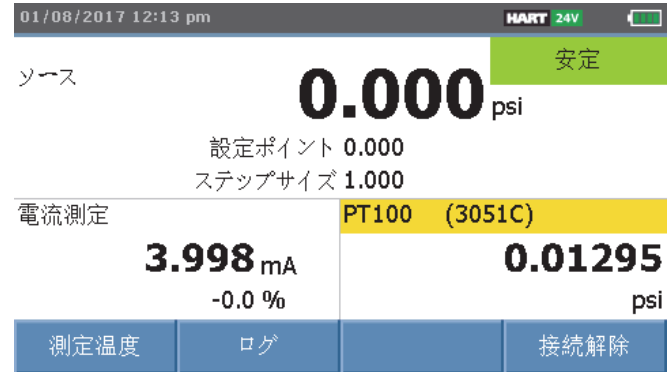 01/08/2017 12:13 pm HART 24V
安定
ソース 0.000 psi
設定ポイント 0.000
ステップサイズ 1.000
電流測定 PT100 (3051C)
3.998 mA 0.01295
-0.0 % psi
測定温度 ログ 接続解除